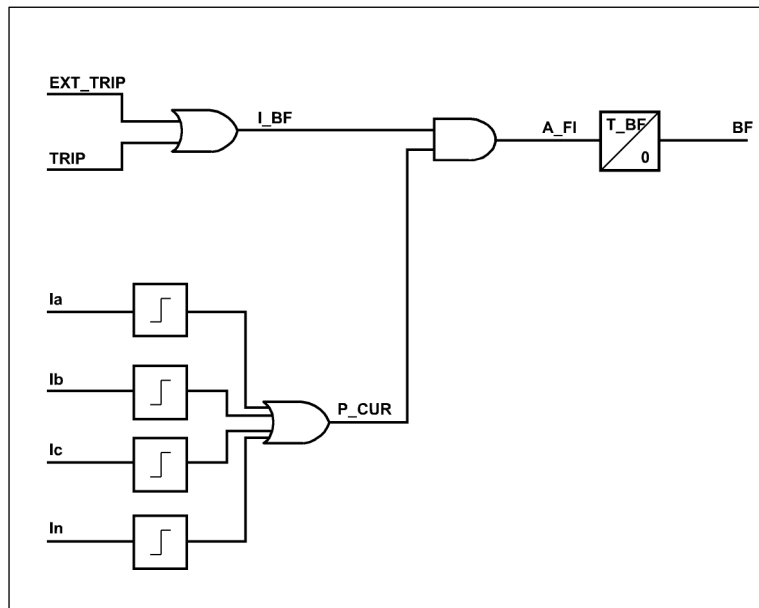 EXT_TRIP
I_BF
TRIP
A_FI
T_BF
0
BF
Ia
Ib
P_CUR
Ic
In